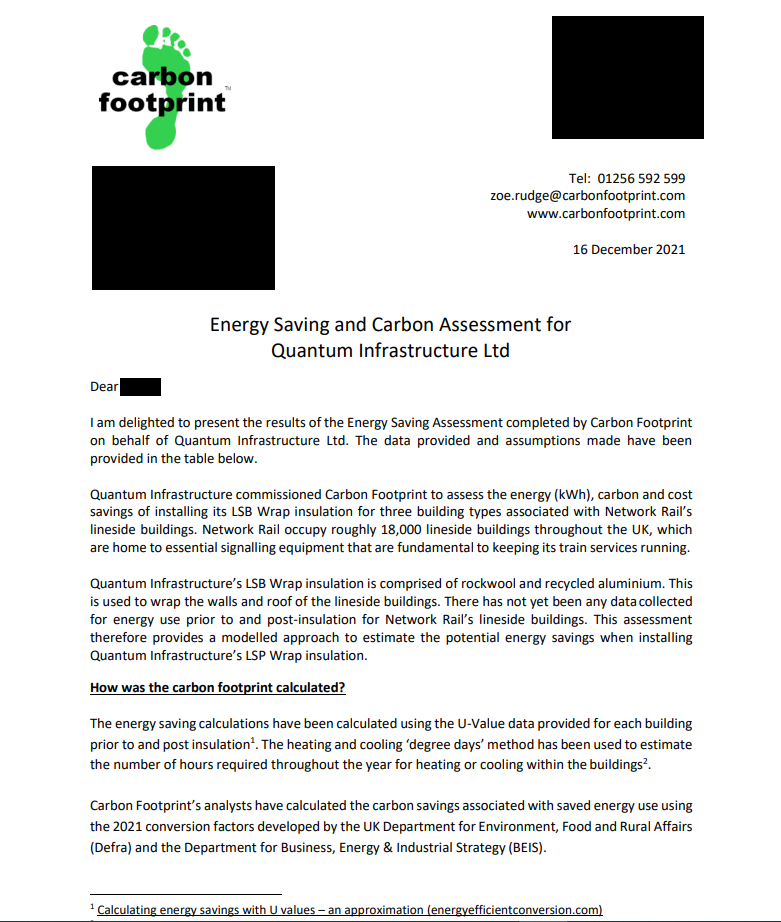 carbon
footprint™
Tel: 01256 592 599
zoe.rudge@carbonfootprint.com
www.carbonfootprint.com
16 December 2021
Energy Saving and Carbon Assessment for
Quantum Infrastructure Ltd
Dear
I am delighted to present the results of the Energy Saving Assessment completed by Carbon Footprint
on behalf of Quantum Infrastructure Ltd. The data provided and assumptions made have been
provided in the table below.
Quantum Infrastructure commissioned Carbon Footprint to assess the energy (kWh), carbon and cost
savings of installing its LSB Wrap insulation for three building types associated with Network Rail’s
lineside buildings. Network Rail occupy roughly 18,000 lineside buildings throughout the UK, which
are home to essential signalling equipment that are fundamental to keeping its train services running.
Quantum Infrastructure’s LSB Wrap insulation is comprised of rockwool and recycled aluminium. This
is used to wrap the walls and roof of the lineside buildings. There has not yet been any data collected
for energy use prior to and post-insulation for Network Rail’s lineside buildings. This assessment
therefore provides a modelled approach to estimate the potential energy savings when installing
Quantum Infrastructure’s LSP Wrap insulation.
How was the carbon footprint calculated?
The energy saving calculations have been calculated using the U-Value data provided for each building
prior to and post insulation¹. The heating and cooling ‘degree days’ method has been used to estimate
the number of hours required throughout the year for heating or cooling within the buildings².
Carbon Footprint’s analysts have calculated the carbon savings associated with saved energy use using
the 2021 conversion factors developed by the UK Department for Environment, Food and Rural Affairs
(Defra) and the Department for Business, Energy & Industrial Strategy (BEIS).
¹ Calculating energy savings with U values – an approximation (energyefficientconversion.com)